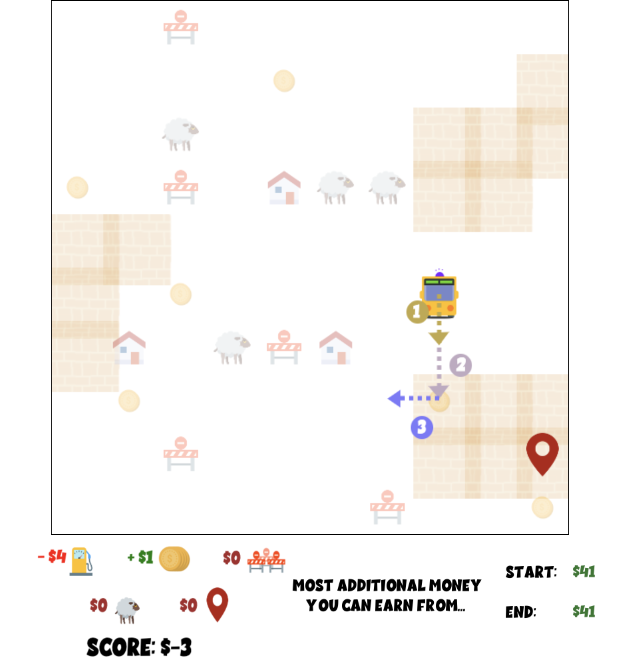 1
2
3
- $4
+ $1
$0
$0
$0
MOST ADDITIONAL MONEY
YOU CAN EARN FROM...
START: $41
END: $41
SCORE: $-3